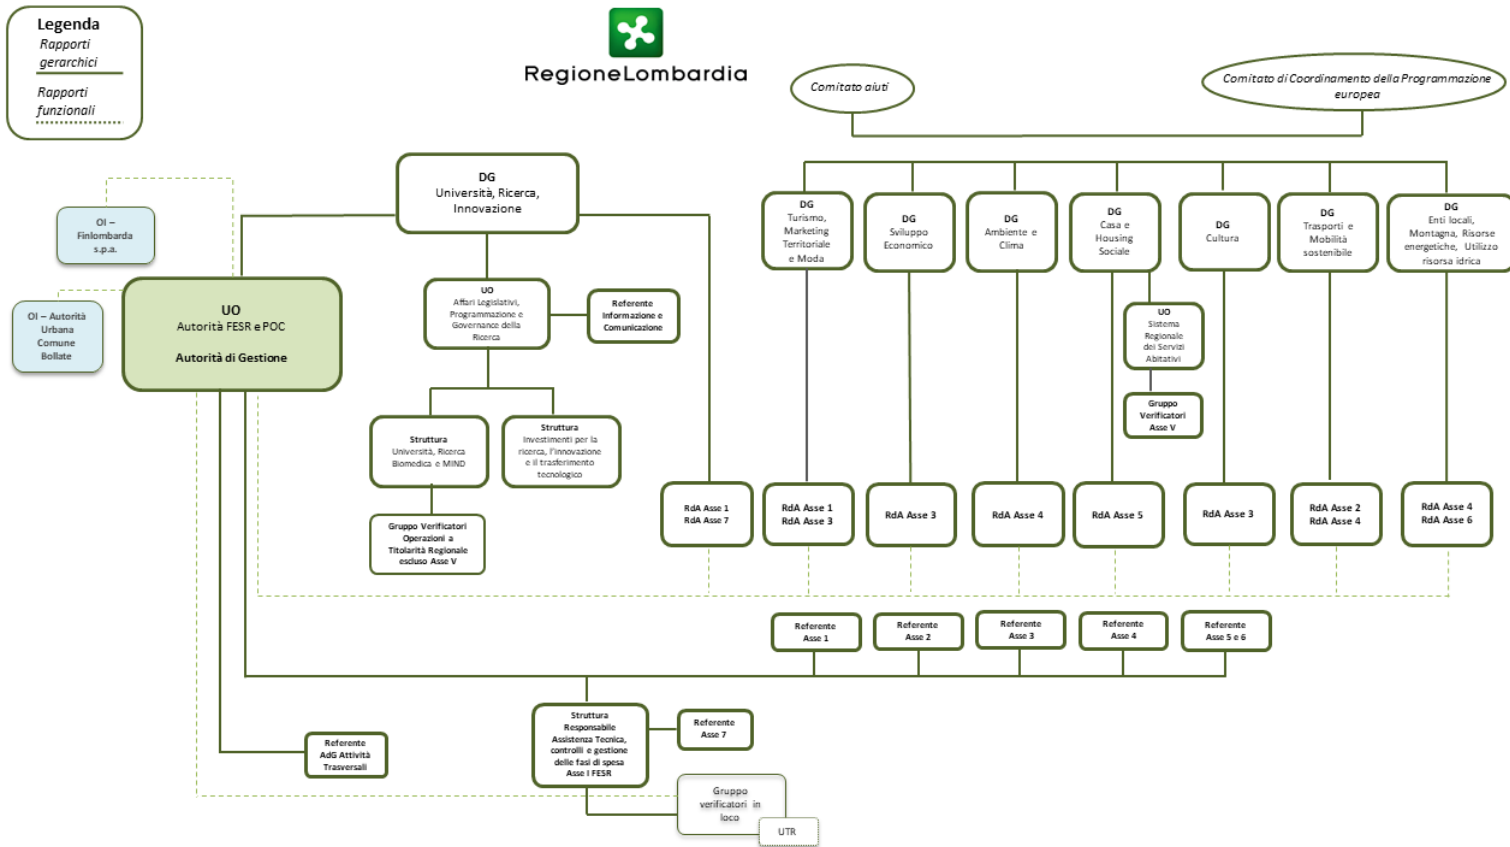 Legenda
Rapporti
gerarchici
Rapporti
funzionali
RegioneLombardia
Comitato aiuti
Comitato di Coordinamento della Programmazione
europea
DG
Università, Ricerca,
Innovazione
OI –
Finlombarda
s.p.a.
OI – Autorità
Urbana
Comune
Bollate
UO
Autorità FESR e POC
Autorità di Gestione
UO
Affari Legislativi,
Programmazione e
Governance della
Ricerca
Referente
Informazione e
Comunicazione
Struttura
Università, Ricerca
Biomedica e MIND
Struttura
Investimenti per la
ricerca, l’innovazione
e il trasferimento
tecnologico
Gruppo Verificatori
Operazioni a
Titolarità Regionale
escluso Asse V
DG
Turismo,
Marketing
Territoriale
e Moda
DG
Sviluppo
Economico
DG
Ambiente e
Clima
DG
Casa e
Housing
Sociale
DG
Cultura
DG
Trasporti e
Mobilità
sostenibile
DG
Enti locali,
Montagna, Risorse
energetiche, Utilizzo
risorsa idrica
UO
Sistema
Regionale
dei Servizi
Abitativi
Gruppo
Verificatori
Asse V
RdA Asse 1
RdA Asse 7
RdA Asse 1
RdA Asse 3
RdA Asse 3
RdA Asse 4
RdA Asse 5
RdA Asse 3
RdA Asse 2
RdA Asse 4
RdA Asse 4
RdA Asse 6
Referente
Asse 1
Referente
Asse 2
Referente
Asse 3
Referente
Asse 4
Referente
Asse 5 e 6
Struttura
Responsabile
Assistenza Tecnica,
controlli e gestione
delle fasi di spesa
Asse I FESR
Referente
Asse 7
Referente
AdG Attività
Trasversali
Gruppo
verificatori in
loco
UTR